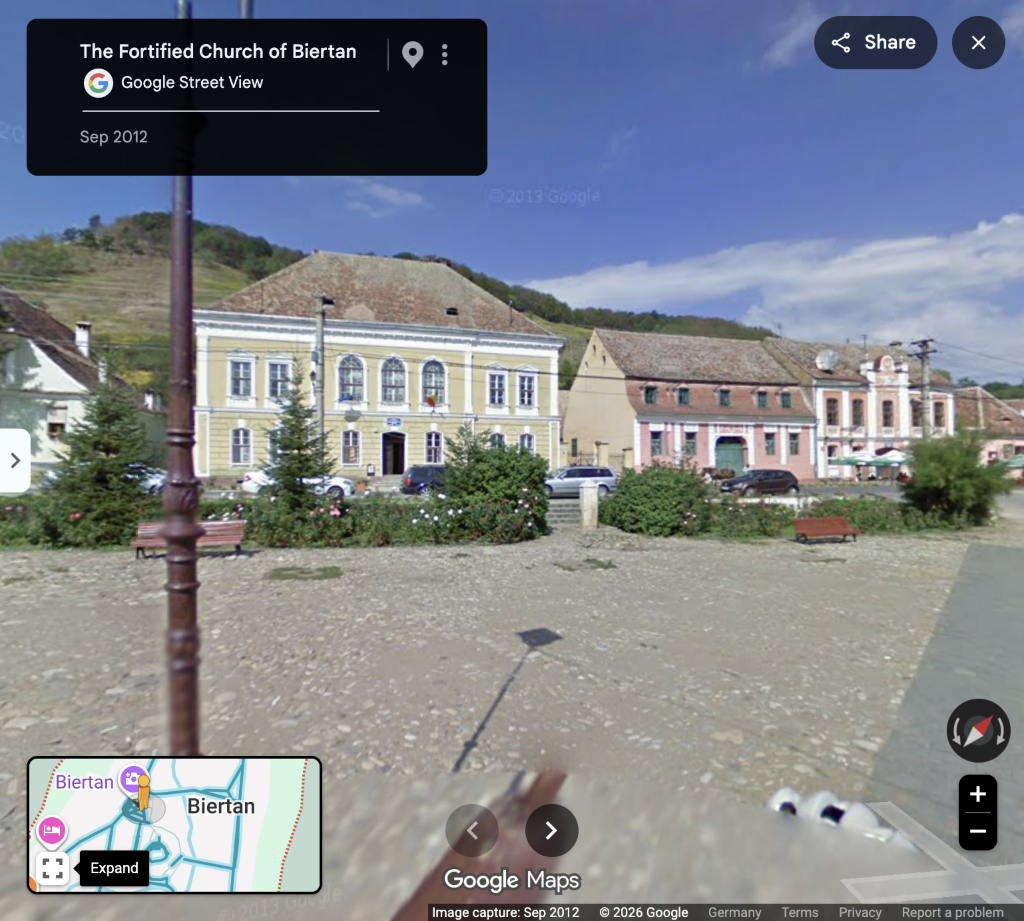 The Fortified Church of Biertan
Share
Google Street View
Sep 2012
© 2013 Google
Biertan
Biertan
Expand
Google Maps
Image capture: Sep 2012 © 2026 Google Germany Terms Privacy Report a problem